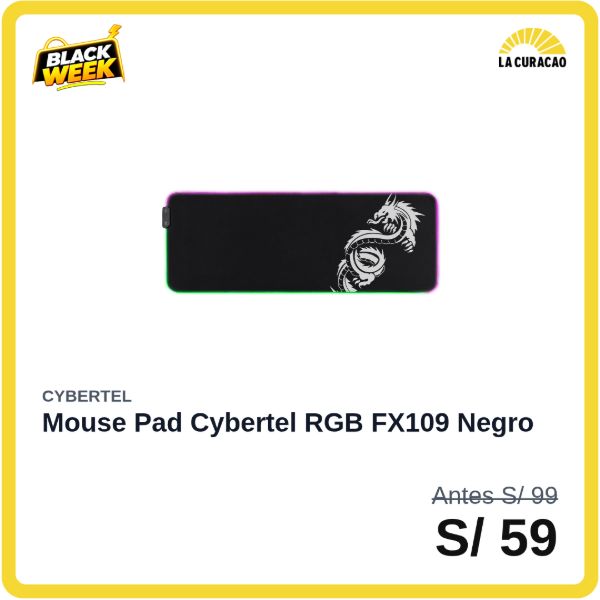 BLACK
WEEK
LA CURACAO
CYBERTEL
Mouse Pad Cybertel RGB FX109 Negro
Antes S/ 99
S/ 59